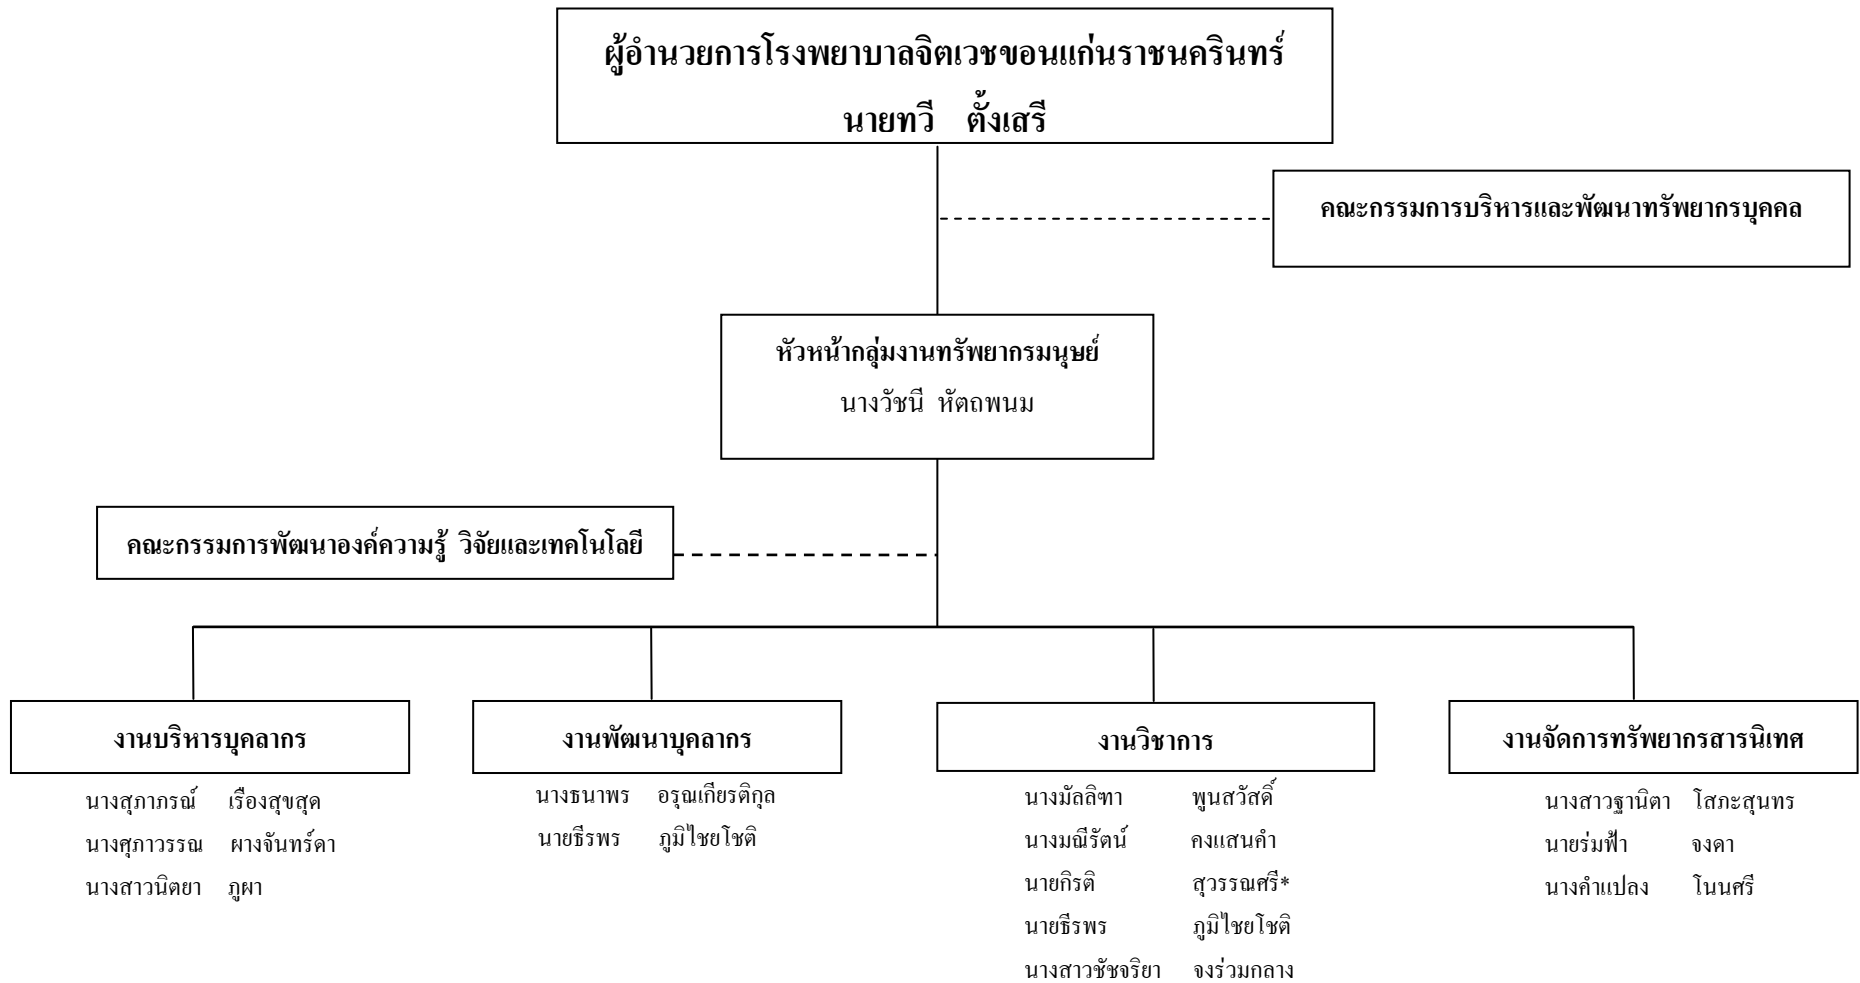 ผู้อำนวยการโรงพยาบาลจิตเวชขอนแก่นราชนครินทร์
นายทวี ตั้งเสรี
คณะกรรมการบริหารและพัฒนาทรัพยากรบุคคล
หัวหน้ากลุ่มงานทรัพยากรมนุษย์
นางวัชนี หัตถพนม
คณะกรรมการพัฒนาองค์ความรู้ วิจัยและเทคโนโลยี
งานบริหารบุคลากร
นางสุภาภรณ์ เรืองสุขสุด
นางศุภาวรรณ ผางจันทร์ดา
นางสาวนิตยา ภูผา
งานพัฒนาบุคลากร
นางธนาพร อรุณเกียรติกุล
นายธีรพร ภูมิไชยโชติ
งานวิชาการ
นางมัลลิฑา พูนสวัสดิ์
นางมณีรัตน์ คงแสนคำ
นายกิรติ สุวรรณศรี*
นายธีรพร ภูมิไชยโชติ
นางสาวชัชจริยา จงร่วมกลาง
งานจัดการทรัพยากรสารนิเทศ
นางสาวฐานิตา โสภะสุนทร
นายร่มฟ้า จงคา
นางคำแปลง โนนศรี